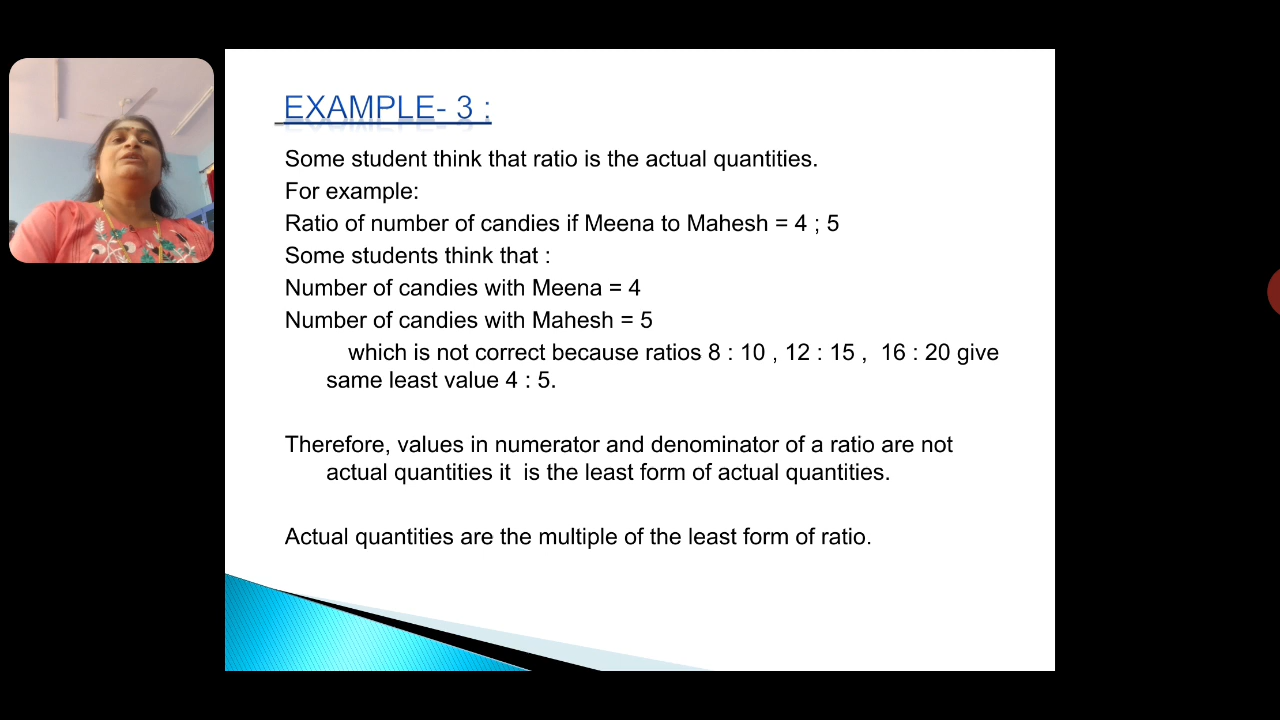 EXAMPLE- 3 :
Some student think that ratio is the actual quantities.
For example:
Ratio of number of candies if Meena to Mahesh = 4 ; 5
Some students think that :
Number of candies with Meena = 4
Number of candies with Mahesh = 5
which is not correct because ratios 8 : 10 , 12 : 15 , 16 : 20 give
same least value 4 : 5.
Therefore, values in numerator and denominator of a ratio are not
actual quantities it is the least form of actual quantities.
Actual quantities are the multiple of the least form of ratio.